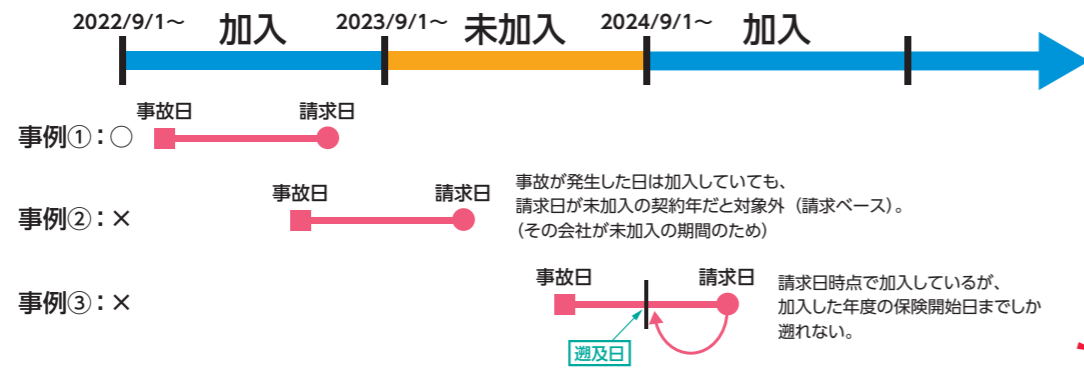 2022/9/1～ 加入 2023/9/1～ 未加入 2024/9/1～ 加入
事故日 請求日
事例①：○
事故日 請求日
事例②：×
事故が発生した日は加入していても、
請求日が未加入の契約年だと対象外（請求ベース）。
（その会社が未加入の期間のため）
事故日 請求日
事例③：×
請求日時点で加入しているが、
加入した年度の保険開始日までしか
遡れない。
遡及日